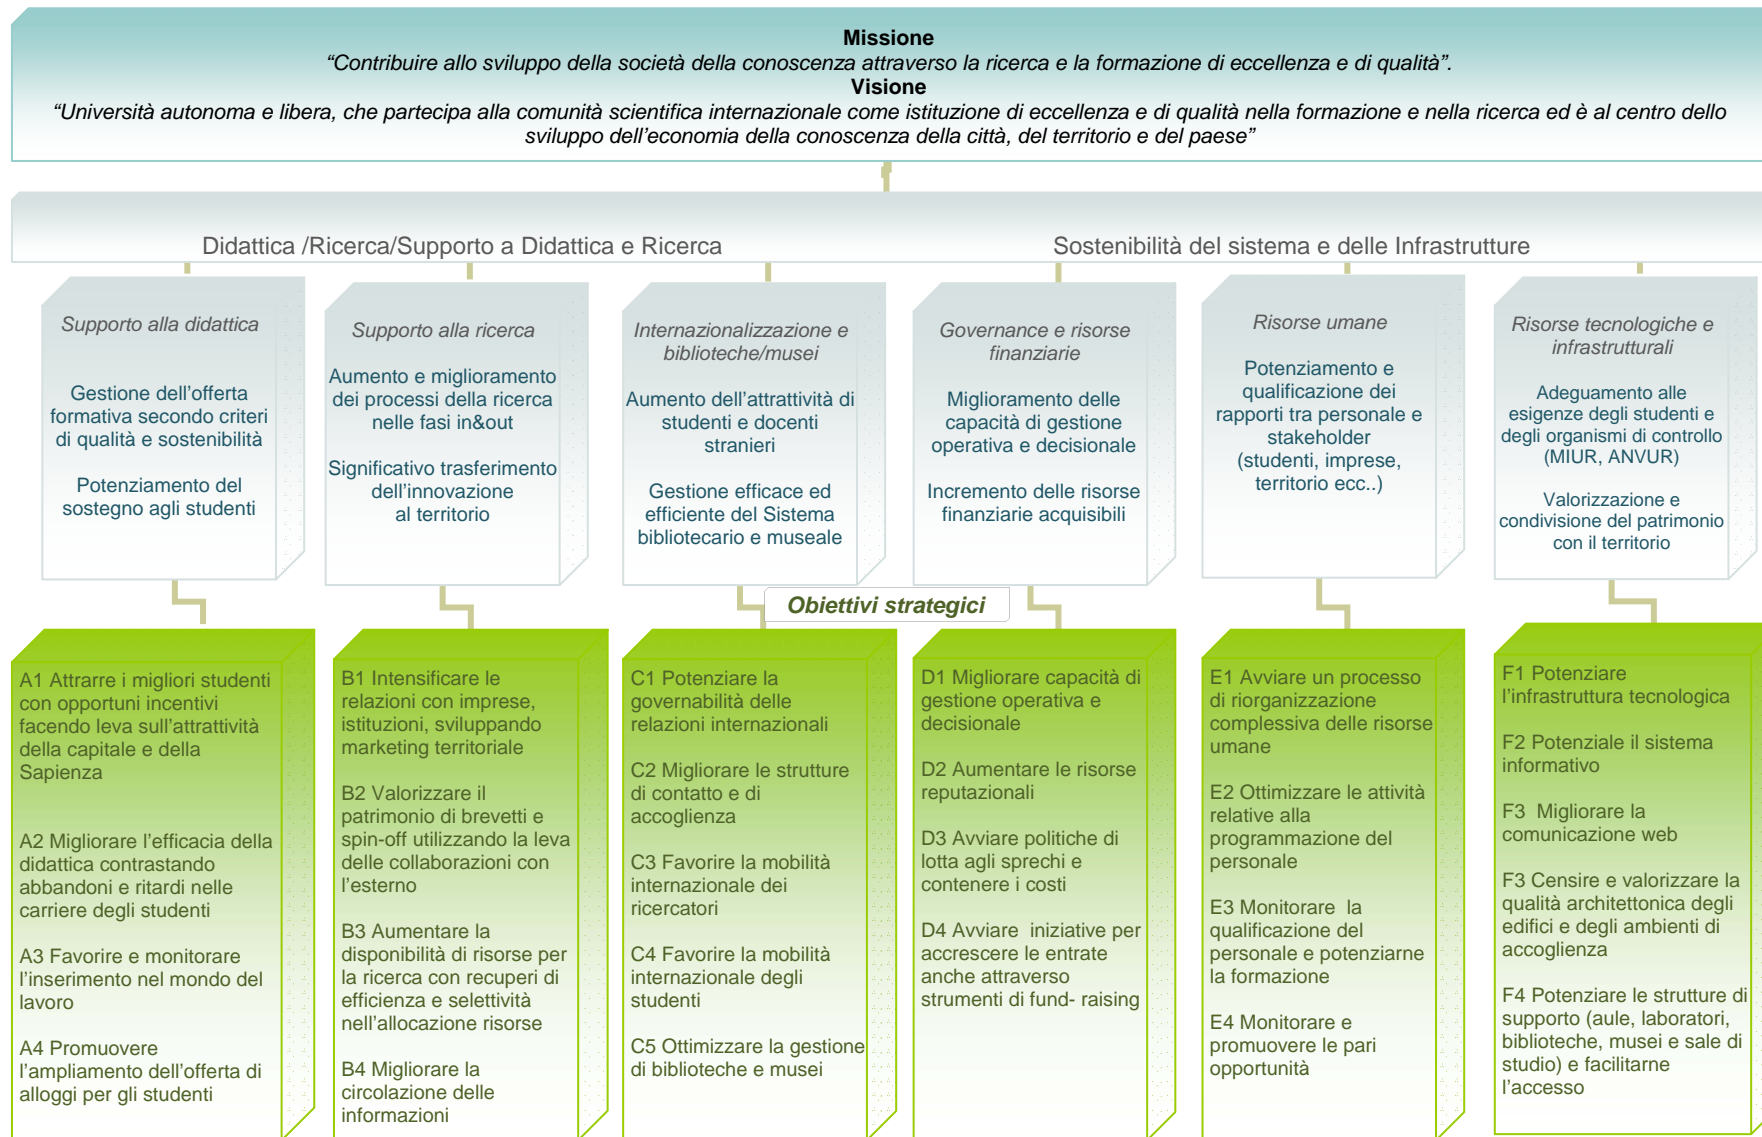 Missione
“Contribuire allo sviluppo della società della conoscenza attraverso la ricerca e la formazione di eccellenza e di qualità”.
Visione
“Università autonoma e libera, che partecipa alla comunità scientifica internazionale come istituzione di eccellenza e di qualità nella formazione e nella ricerca ed è al centro dello
sviluppo dell’economia della conoscenza della città, del territorio e del paese”
Didattica /Ricerca/Supporto a Didattica e Ricerca
Sostenibilità del sistema e delle Infrastrutture
Supporto alla didattica
Gestione dell’offerta
formativa secondo criteri
di qualità e sostenibilità
Potenziamento del
sostegno agli studenti
Supporto alla ricerca
Aumento e miglioramento
dei processi della ricerca
nelle fasi in&out
Significativo trasferimento
dell’innovazione
al territorio
Internazionalizzazione e
biblioteche/musei
Aumento dell’attrattività di
studenti e docenti
stranieri
Gestione efficace ed
efficiente del Sistema
bibliotecario e museale
Governance e risorse
finanziarie
Miglioramento delle
capacità di gestione
operativa e decisionale
Incremento delle risorse
finanziarie acquisibili
Risorse umane
Potenziamento e
qualificazione dei
rapporti tra personale e
stakeholder
(studenti, imprese,
territorio ecc..)
Risorse tecnologiche e
infrastrutturali
Adeguamento alle
esigenze degli studenti e
degli organismi di controllo
(MIUR, ANVUR)
Valorizzazione e
condivisione del patrimonio
con il territorio
Obiettivi strategici
A1 Attrarre i migliori studenti
con opportuni incentivi
facendo leva sull’attrattività
della capitale e della
Sapienza
A2 Migliorare l’efficacia della
didattica contrastando
abbandoni e ritardi nelle
carriere degli studenti
A3 Favorire e monitorare
l’inserimento nel mondo del
lavoro
A4 Promuovere
l’ampliamento dell’offerta di
alloggi per gli studenti
B1 Intensificare le
relazioni con imprese,
istituzioni, sviluppando
marketing territoriale
B2 Valorizzare il
patrimonio di brevetti e
spin-off utilizzando la leva
delle collaborazioni con
l’esterno
B3 Aumentare la
disponibilità di risorse per
la ricerca con recuperi di
efficienza e selettività
nell’allocazione risorse
B4 Migliorare la
circolazione delle
informazioni
C1 Potenziare la
governabilità delle
relazioni internazionali
C2 Migliorare le strutture
di contatto e di
accoglienza
C3 Favorire la mobilità
internazionale dei
ricercatori
C4 Favorire la mobilità
internazionale degli
studenti
C5 Ottimizzare la gestione
di biblioteche e musei
D1 Migliorare capacità di
gestione operativa e
decisionale
D2 Aumentare le risorse
reputazionali
D3 Avviare politiche di
lotta agli sprechi e
contenere i costi
D4 Avviare iniziative per
accrescere le entrate
anche attraverso
strumenti di fund- raising
E1 Avviare un processo
di riorganizzazione
complessiva delle risorse
umane
E2 Ottimizzare le attività
relative alla
programmazione del
personale
E3 Monitorare la
qualificazione del
personale e potenziarne
la formazione
E4 Monitorare e
promuovere le pari
opportunità
F1 Potenziare
l’infrastruttura tecnologica
F2 Potenziale il sistema
informativo
F3 Migliorare la
comunicazione web
F3 Censire e valorizzare la
qualità architettonica degli
edifici e degli ambienti di
accoglienza
F4 Potenziare le strutture di
supporto (aule, laboratori,
biblioteche, musei e sale di
studio) e facilitarne
l’accesso